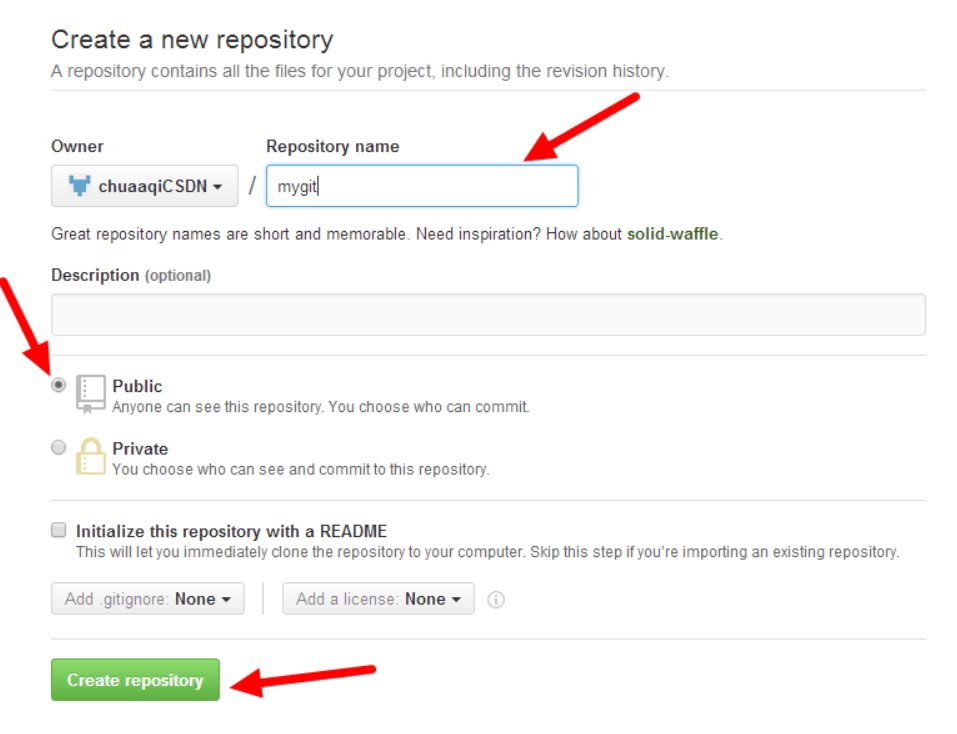 Create a new repository
A repository contains all the files for your project, including the revision history.
Owner Repository name
chuaaqiCSDN / mygit
Great repository names are short and memorable. Need inspiration? How about solid-waffle.
Description (optional)
Public
Anyone can see this repository. You choose who can commit.
Private
You choose who can see and commit to this repository.
Initialize this repository with a README
This will let you immediately clone the repository to your computer. Skip this step if you're importing an existing repository.
Add .gitignore: None Add a license: None
Create repository